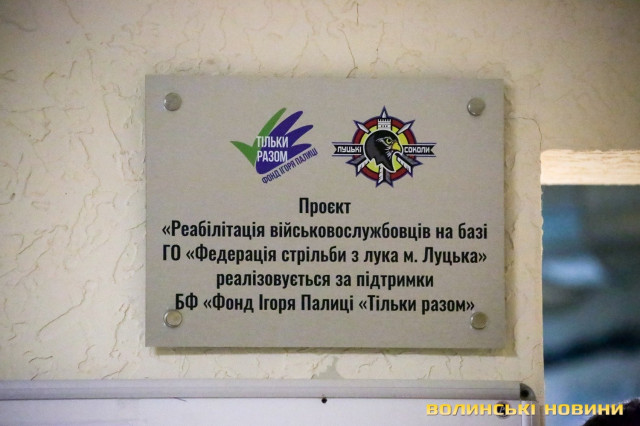 ТІЛЬКИ
РАЗОМ
ФОНД ІГОРЯ ПАЛИЦІ
ЛУЦЬКІ СОКОЛИ
Проєкт
«Реабілітація військовослужбовців на базі
ГО «Федерація стрільби з лука м. Луцька»
реалізовується за підтримки
БФ «Фонд Ігоря Палиці «Тільки разом»
ВОЛИНСЬКІ НОВИНИ